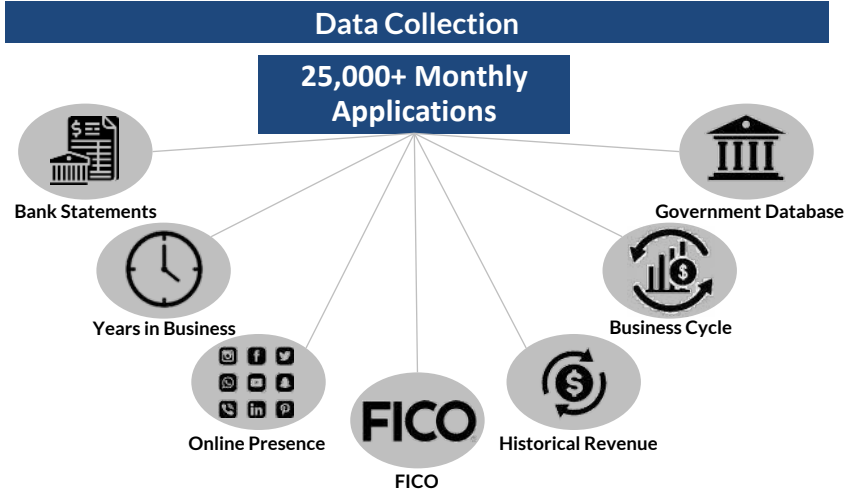 Data Collection
25,000+ Monthly
Applications
Bank Statements
Government Database
Years in Business
Business Cycle
Online Presence
FICO
Historical Revenue
FICO